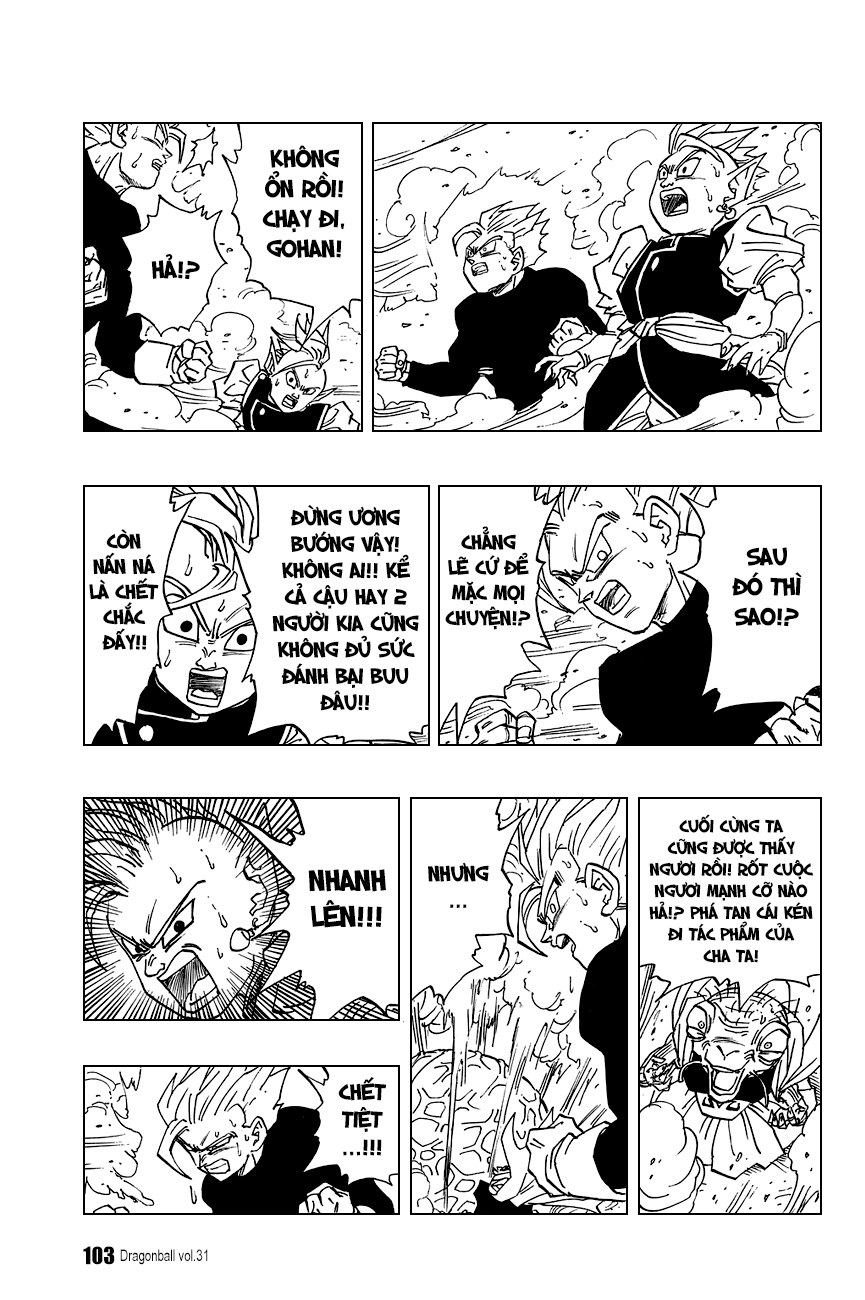 KHÔNG
ỔN RỒI!
CHẠY ĐI,
GOHAN!
HẢ!?
SAU
ĐÓ THÌ
SAO!?
CHẲNG
LẼ CỨ ĐỂ
MẶC MỌI
CHUYỆN!?
ĐỪNG ƯƠNG
BƯỚNG VẬY!
KHÔNG AI!! KỂ
CẢ CẬU HAY 2
NGƯỜI KIA CŨNG
KHÔNG ĐỦ SỨC
ĐÁNH BẠI BUU
ĐÂU!!
CÒN
NẤN NÁ
LÀ CHẾT
CHẮC
ĐẤY!!
CUỐI CÙNG TA
CŨNG ĐƯỢC THẤY
NGƯƠI RỒI! RỐT CUỘC
NGƯƠI MẠNH CỠ NÀO
HẢ!? PHÁ TAN CÁI KÉN
ĐI TÁC PHẨM CỦA
CHA TA!
NHƯNG
...
NHANH
LÊN!!!
CHẾT
TIỆT
...!!!
103 Dragonball vol.31